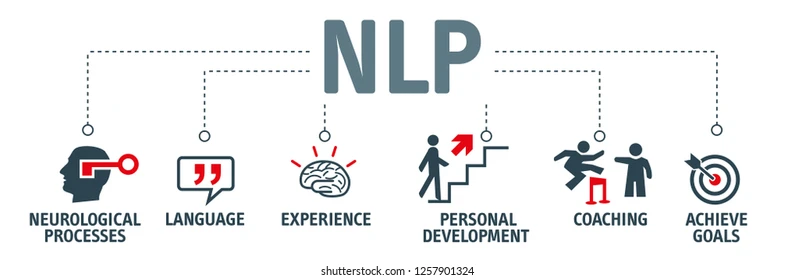 NLP
NEUROLOGICAL
PROCESSES
LANGUAGE
EXPERIENCE
PERSONAL
DEVELOPMENT
COACHING
ACHIEVE
GOALS
shutterstock.com · 1257901324